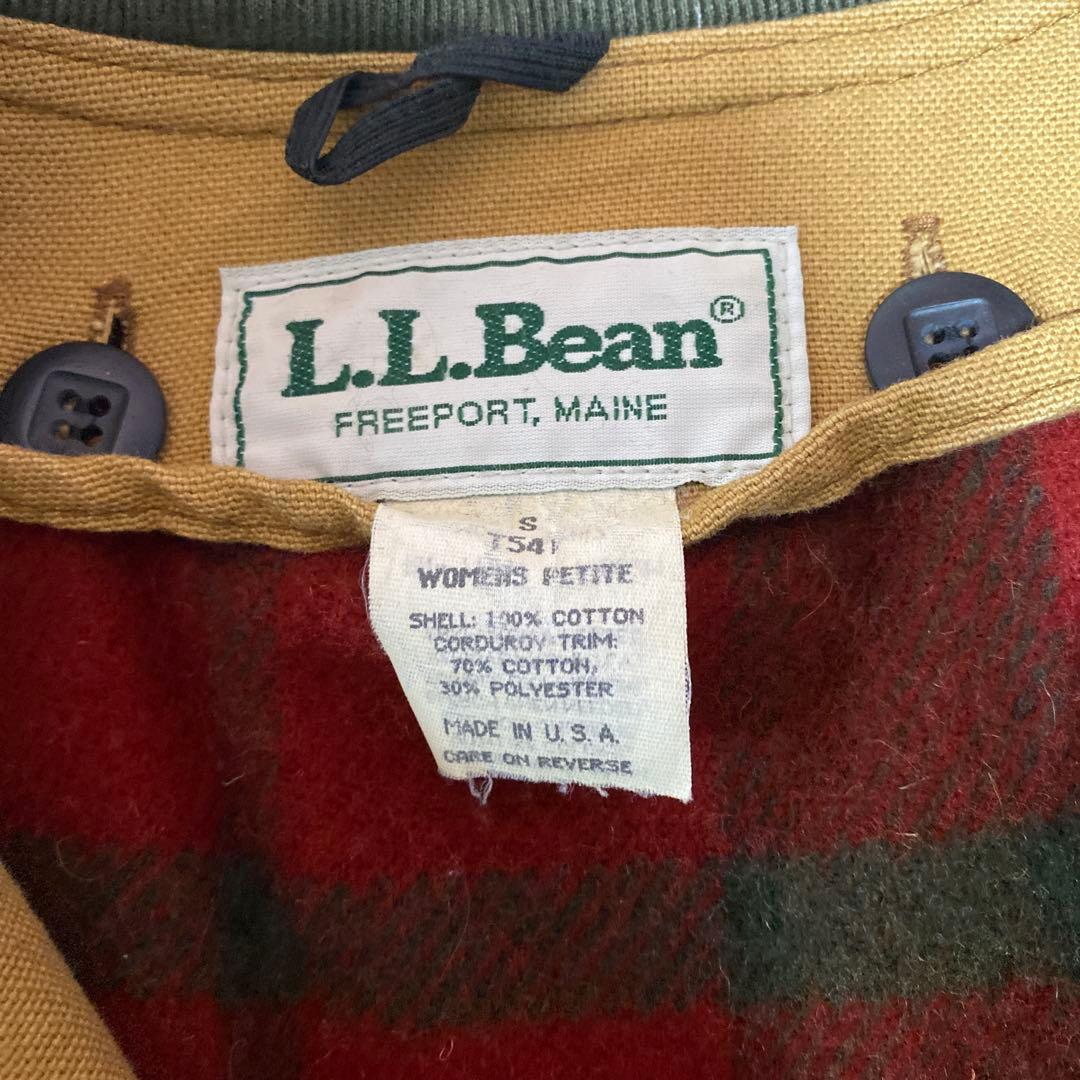 L.L.Bean®
FREEPORT, MAINE
S
WOMENS PETITE
SHELL: 100% COTTON
CORDUROY TRIM:
70% COTTON,
30% POLYESTER
MADE IN U.S.A.
CARE ON REVERSE